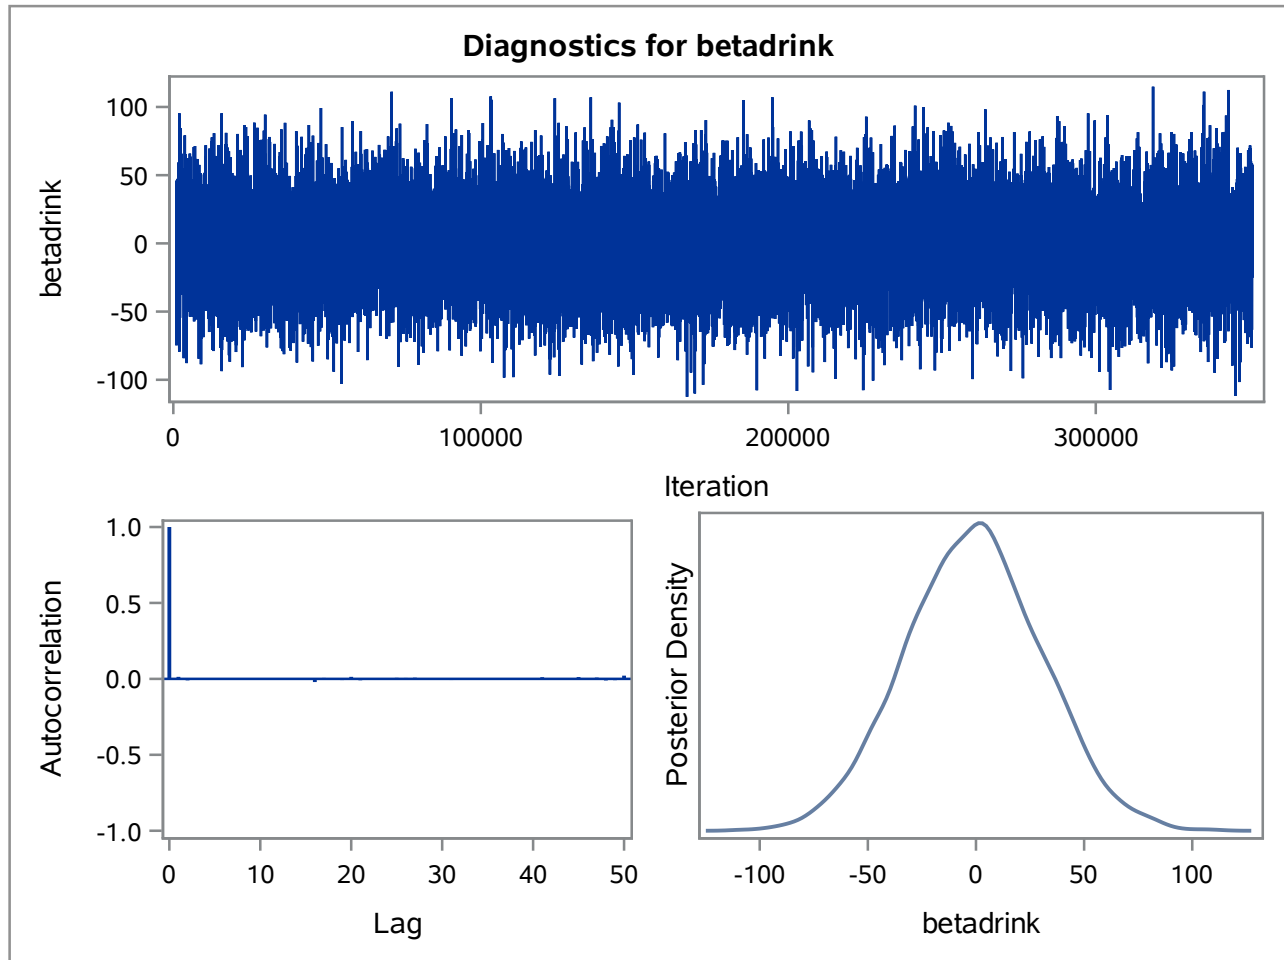 Diagnostics for betadrink
betadrink
100
50
0
-50
-100
0 100000 200000 300000
Iteration
Autocorrelation
1.0
0.5
0.0
-0.5
-1.0
0 10 20 30 40 50
Lag
Posterior Density
-100 -50 0 50 100
betadrink